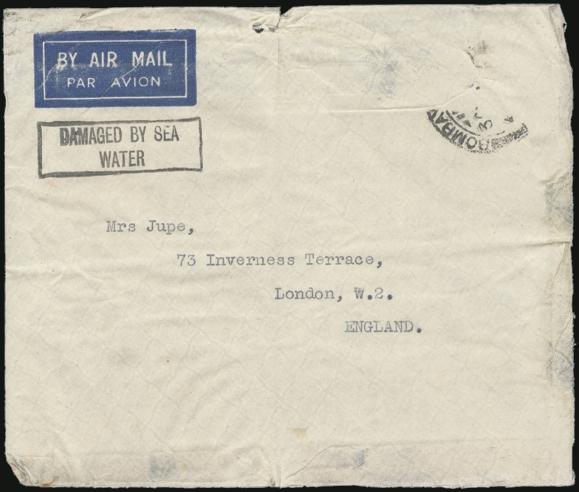 BY AIR MAIL
PAR AVION
DAMAGED BY SEA
WATER
BOMBAY
Mrs Jupe,
73 Inverness Terrace,
London, W.2.
ENGLAND.